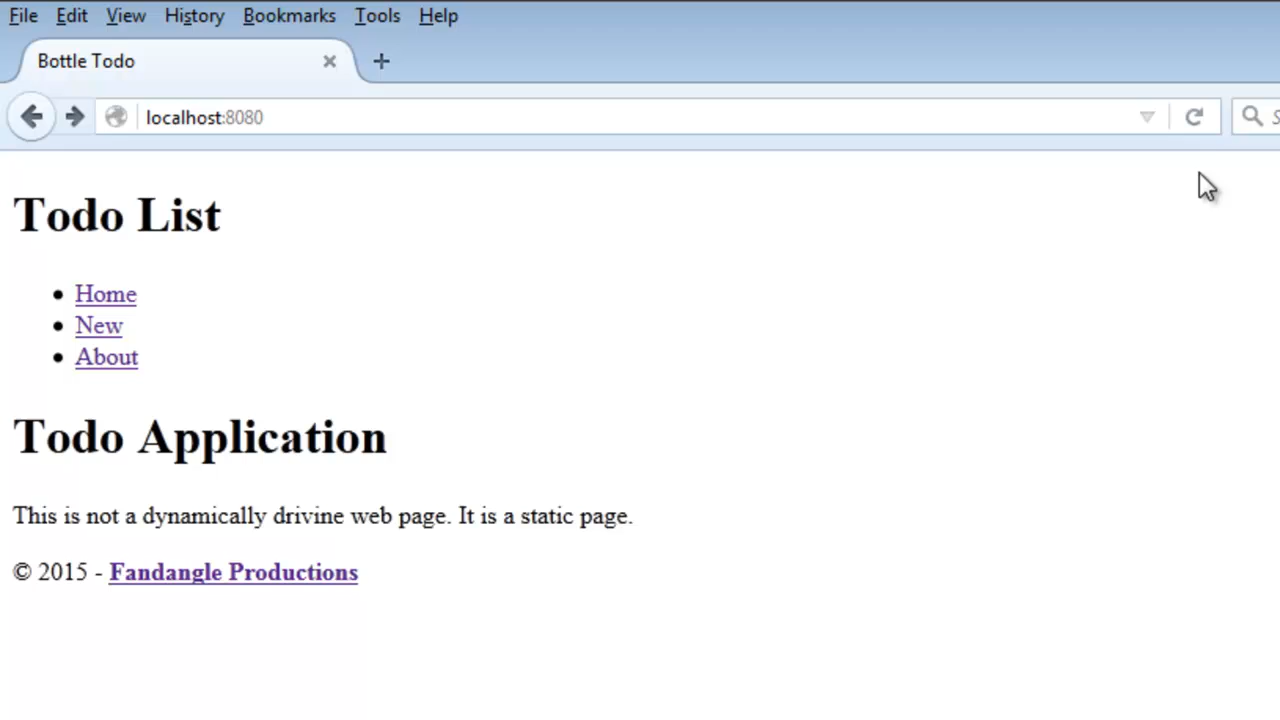 File Edit View History Bookmarks Tools Help
Bottle Todo
localhost:8080
Todo List
Home
New
About
Todo Application
This is not a dynamically drivine web page. It is a static page.
© 2015 - Fandangle Productions